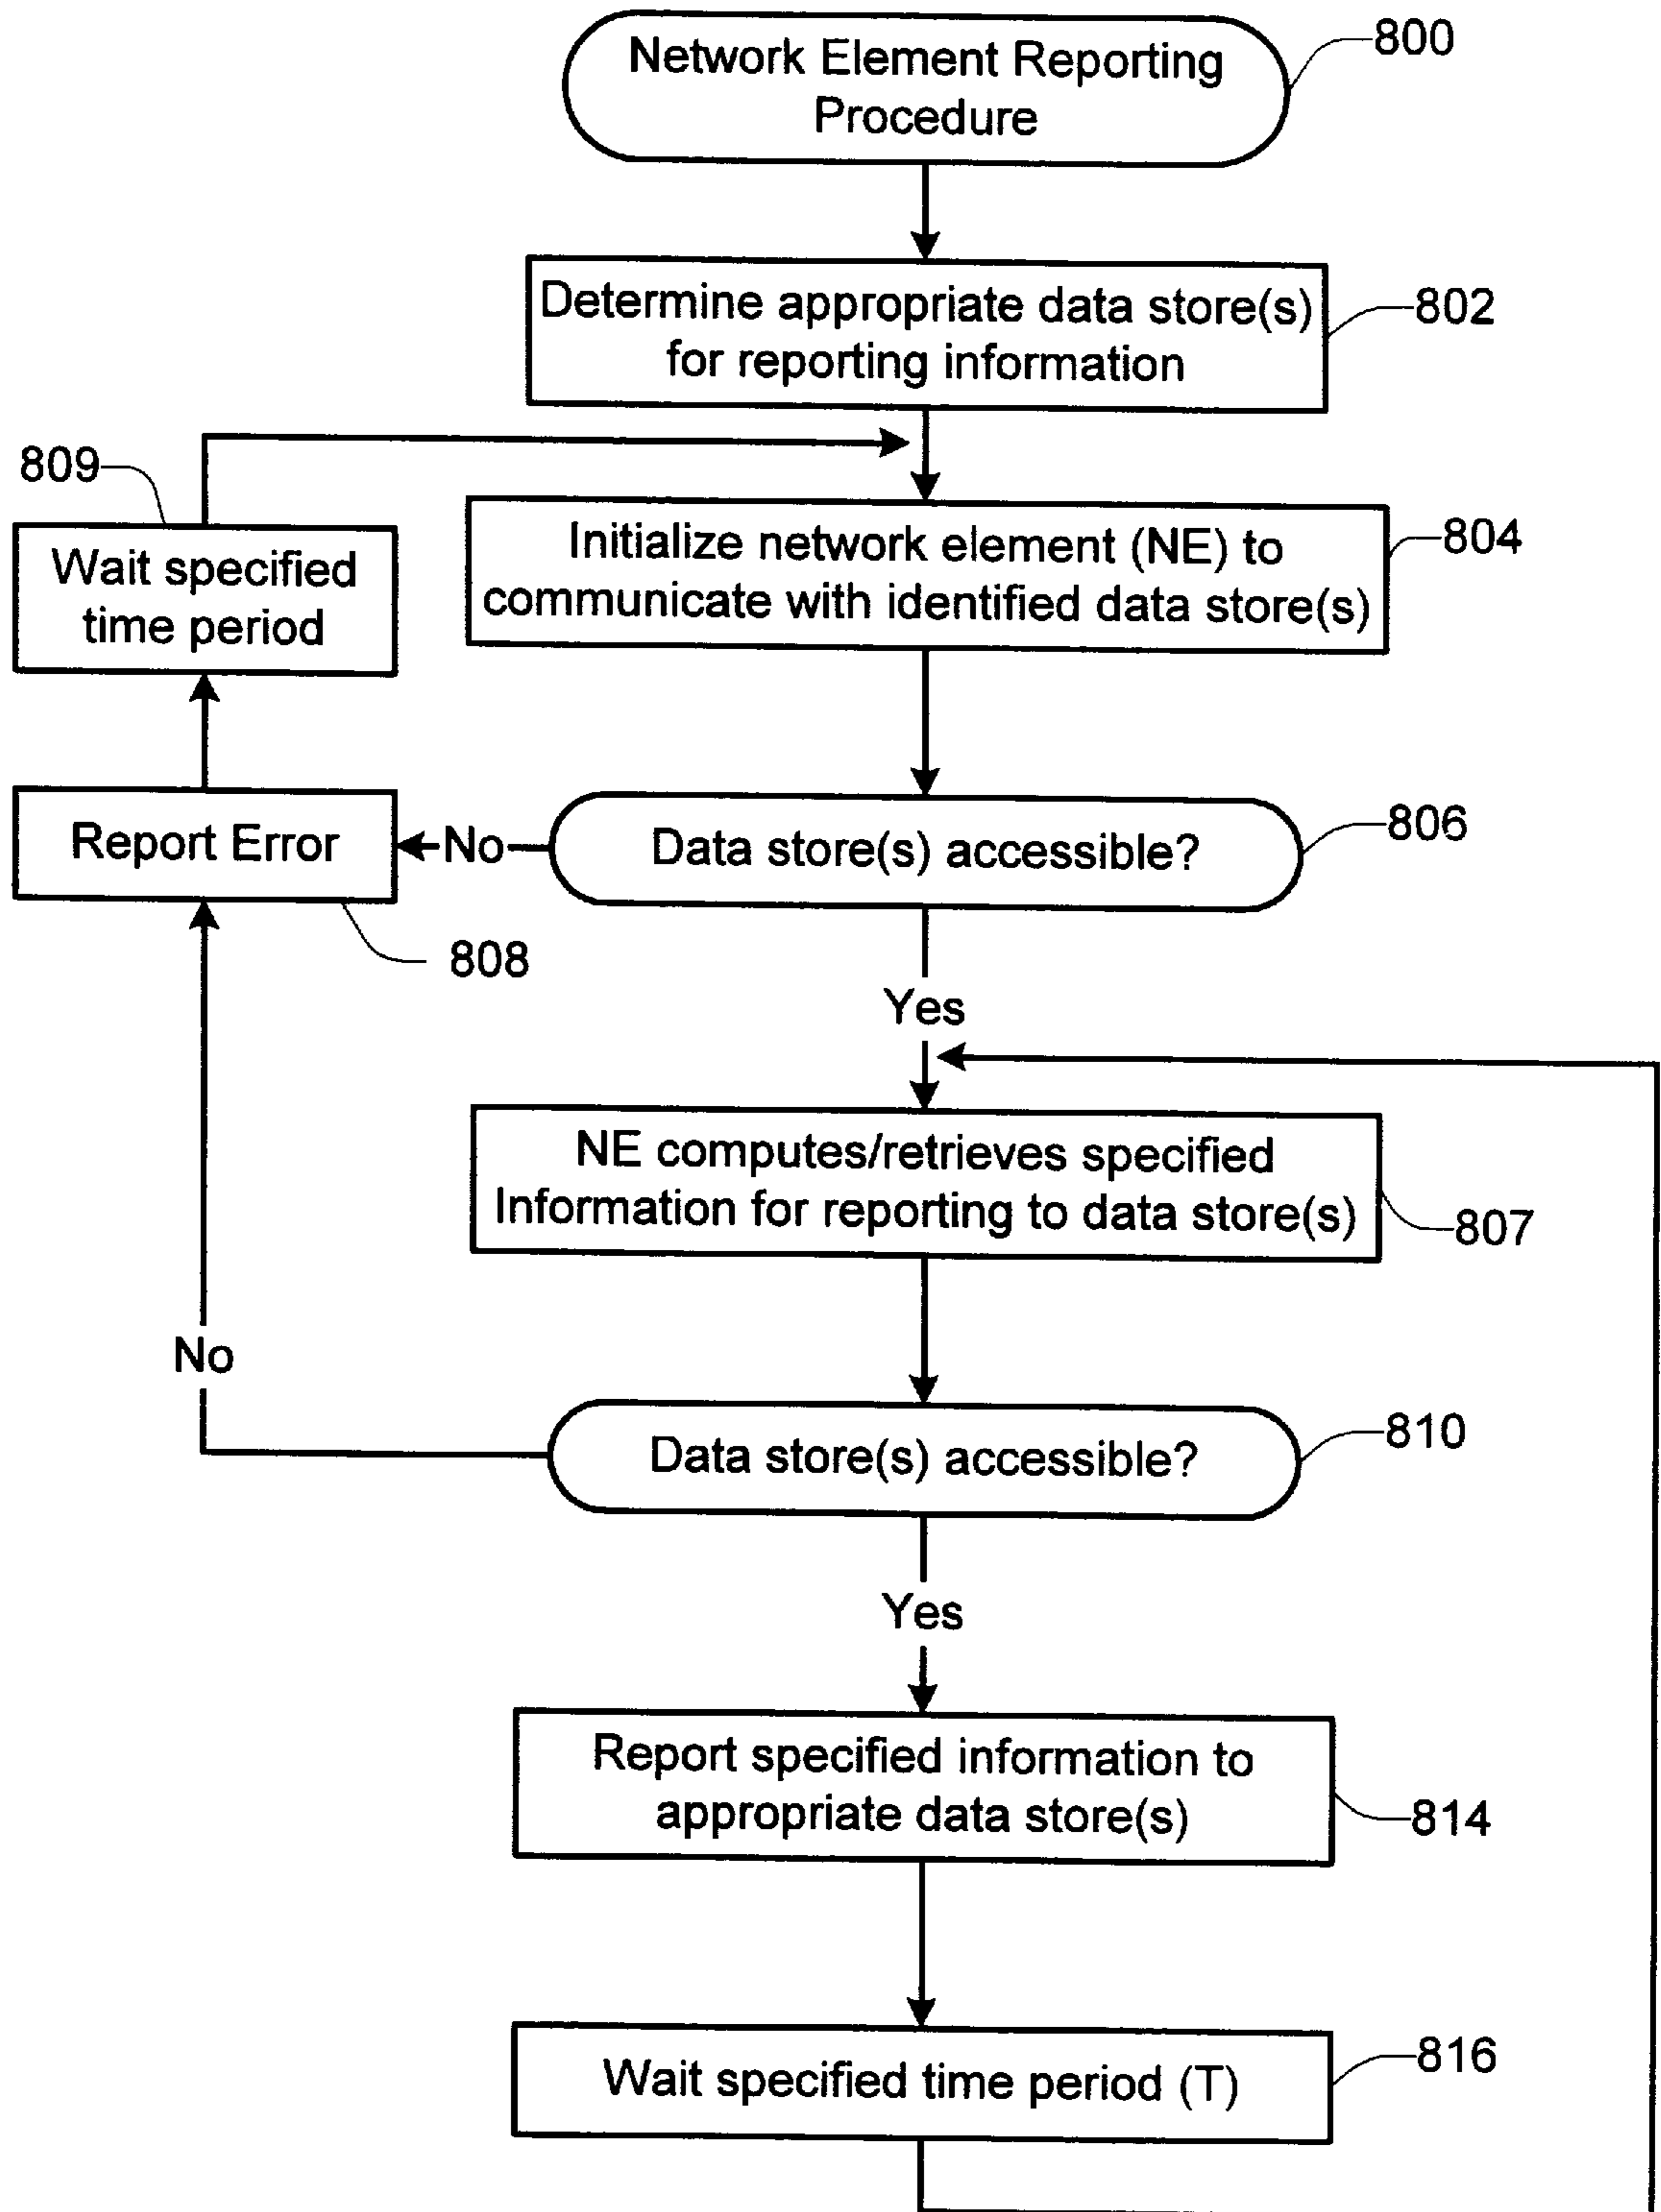 Network Element Reporting
Procedure
800
Determine appropriate data store(s)
for reporting information
802
809
Wait specified
time period
Initialize network element (NE) to
communicate with identified data store(s)
804
Report Error
No
Data store(s) accessible?
806
808
Yes
NE computes/retrieves specified
Information for reporting to data store(s)
807
No
Data store(s) accessible?
810
Yes
Report specified information to
appropriate data store(s)
814
Wait specified time period (T)
816